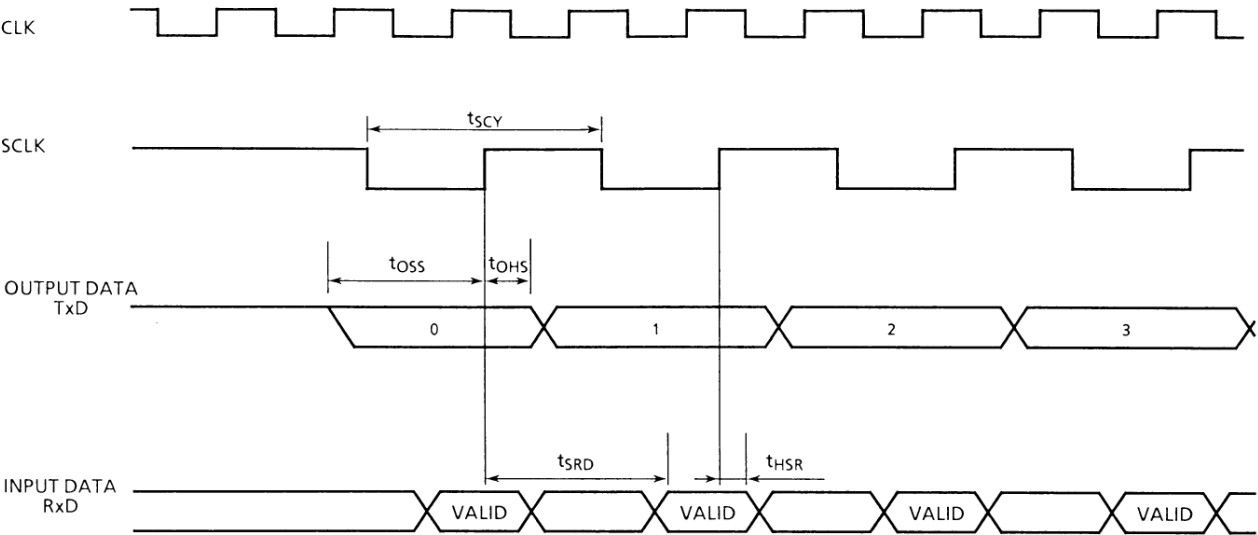 CLK
tSCY
SCLK
tOSS
tOHS
OUTPUT DATA
TxD
0
1
2
3
tSRD
tHSR
INPUT DATA
RxD
VALID
VALID
VALID
VALID